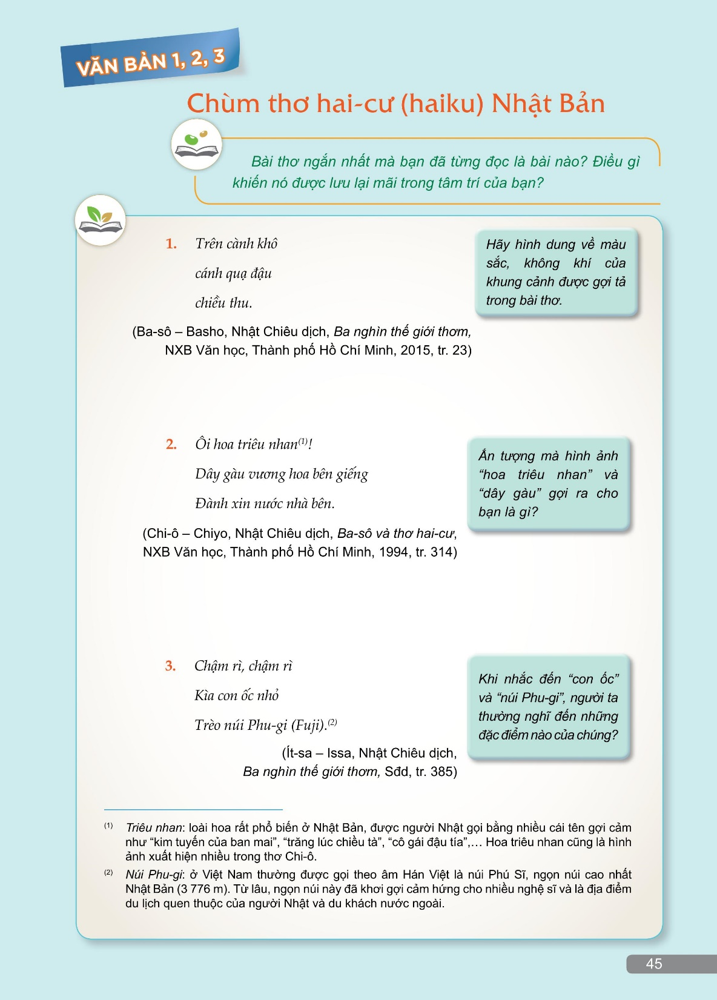 VĂN BẢN 1, 2, 3
Chùm thơ hai-cư (haiku) Nhật Bản
Bài thơ ngắn nhất mà bạn đã từng đọc là bài nào? Điều gì
khiến nó được lưu lại mãi trong tâm trí của bạn?
1. Trên cành khô
cánh quạ đậu
chiều thu.
(Ba-sô – Basho, Nhật Chiêu dịch, Ba nghìn thế giới thơm,
NXB Văn học, Thành phố Hồ Chí Minh, 2015, tr. 23)
Hãy hình dung về màu
sắc, không khí của
khung cảnh được gợi tả
trong bài thơ.
2. Ôi hoa triêu nhan(1)!
Dây gàu vương hoa bên giếng
Đành xin nước nhà bên.
(Chi-ô – Chiyo, Nhật Chiêu dịch, Ba-sô và thơ hai-cư,
NXB Văn học, Thành phố Hồ Chí Minh, 1994, tr. 314)
Ấn tượng mà hình ảnh
“hoa triêu nhan” và
“dây gàu” gợi ra cho
bạn là gì?
3. Chậm rì, chậm rì
Kìa con ốc nhỏ
Trèo núi Phu-gi (Fuji).(2)
(Ít-sa – Issa, Nhật Chiêu dịch,
Ba nghìn thế giới thơm, Sđd, tr. 385)
Khi nhắc đến “con ốc”
và “núi Phu-gi”, người ta
thường nghĩ đến những
đặc điểm nào của chúng?
(1) Triêu nhan: loài hoa rất phổ biến ở Nhật Bản, được người Nhật gọi bằng nhiều cái tên gợi cảm
như “kim tuyến của ban mai”, “trăng lúc chiều tà”, “cô gái đậu tía”,... Hoa triêu nhan cũng là hình
ảnh xuất hiện nhiều trong thơ Chi-ô.
(2) Núi Phu-gi: ở Việt Nam thường được gọi theo âm Hán Việt là núi Phú Sĩ, ngọn núi cao nhất
Nhật Bản (3 776 m). Từ lâu, ngọn núi này đã khơi gợi cảm hứng cho nhiều nghệ sĩ và là địa điểm
du lịch quen thuộc của người Nhật và du khách nước ngoài.
45